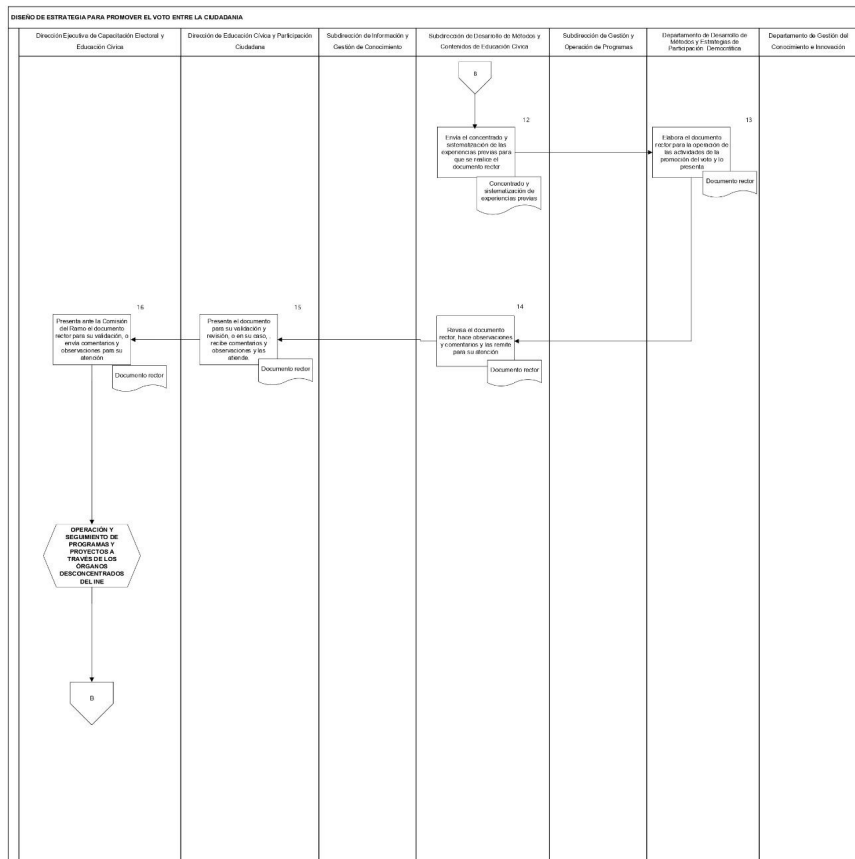 DISEÑO DE ESTRATEGIA PARA PROMOVER EL VOTO ENTRE LA CIUDADANIA
Dirección Ejecutiva de Capacitación Electoral y
Educación Cívica
Dirección de Educación Cívica y Participación
Ciudadana
Subdirección de Información y
Gestión de Conocimiento
Subdirección de Desarrollo de Métodos y
Contenidos de Educación Cívica
Subdirección de Gestión y
Operación de Programas
Departamento de Desarrollo de
Métodos y Estrategias de
Participación Democrática
Departamento de Gestión del
Conocimiento e Innovación
B
12
Envía el concentrado y
sistematización de las
experiencias previas para
que se realice el
documento rector
Concentrado y
sistematización de
experiencias previas
13
Elabora el documento
rector para la operación de
las actividades de la
promoción del voto y lo
presenta
Documento rector
16
Presenta ante la Comisión
del Ramo el documento
rector para su validación, o
envía comentarios y
observaciones para su
atención
Documento rector
15
Presenta el documento
para su validación y
revisión, o en su caso,
recibe comentarios y
observaciones y las
atiende.
Documento rector
14
Revisa el documento
rector, hace observaciones
y comentarios y las remite
para su atención
Documento rector
OPERACIÓN Y
SEGUIMIENTO DE
PROGRAMAS Y
PROYECTOS A
TRAVÉS DE LOS
ÓRGANOS
DESCONCENTRADOS
DEL INE
B